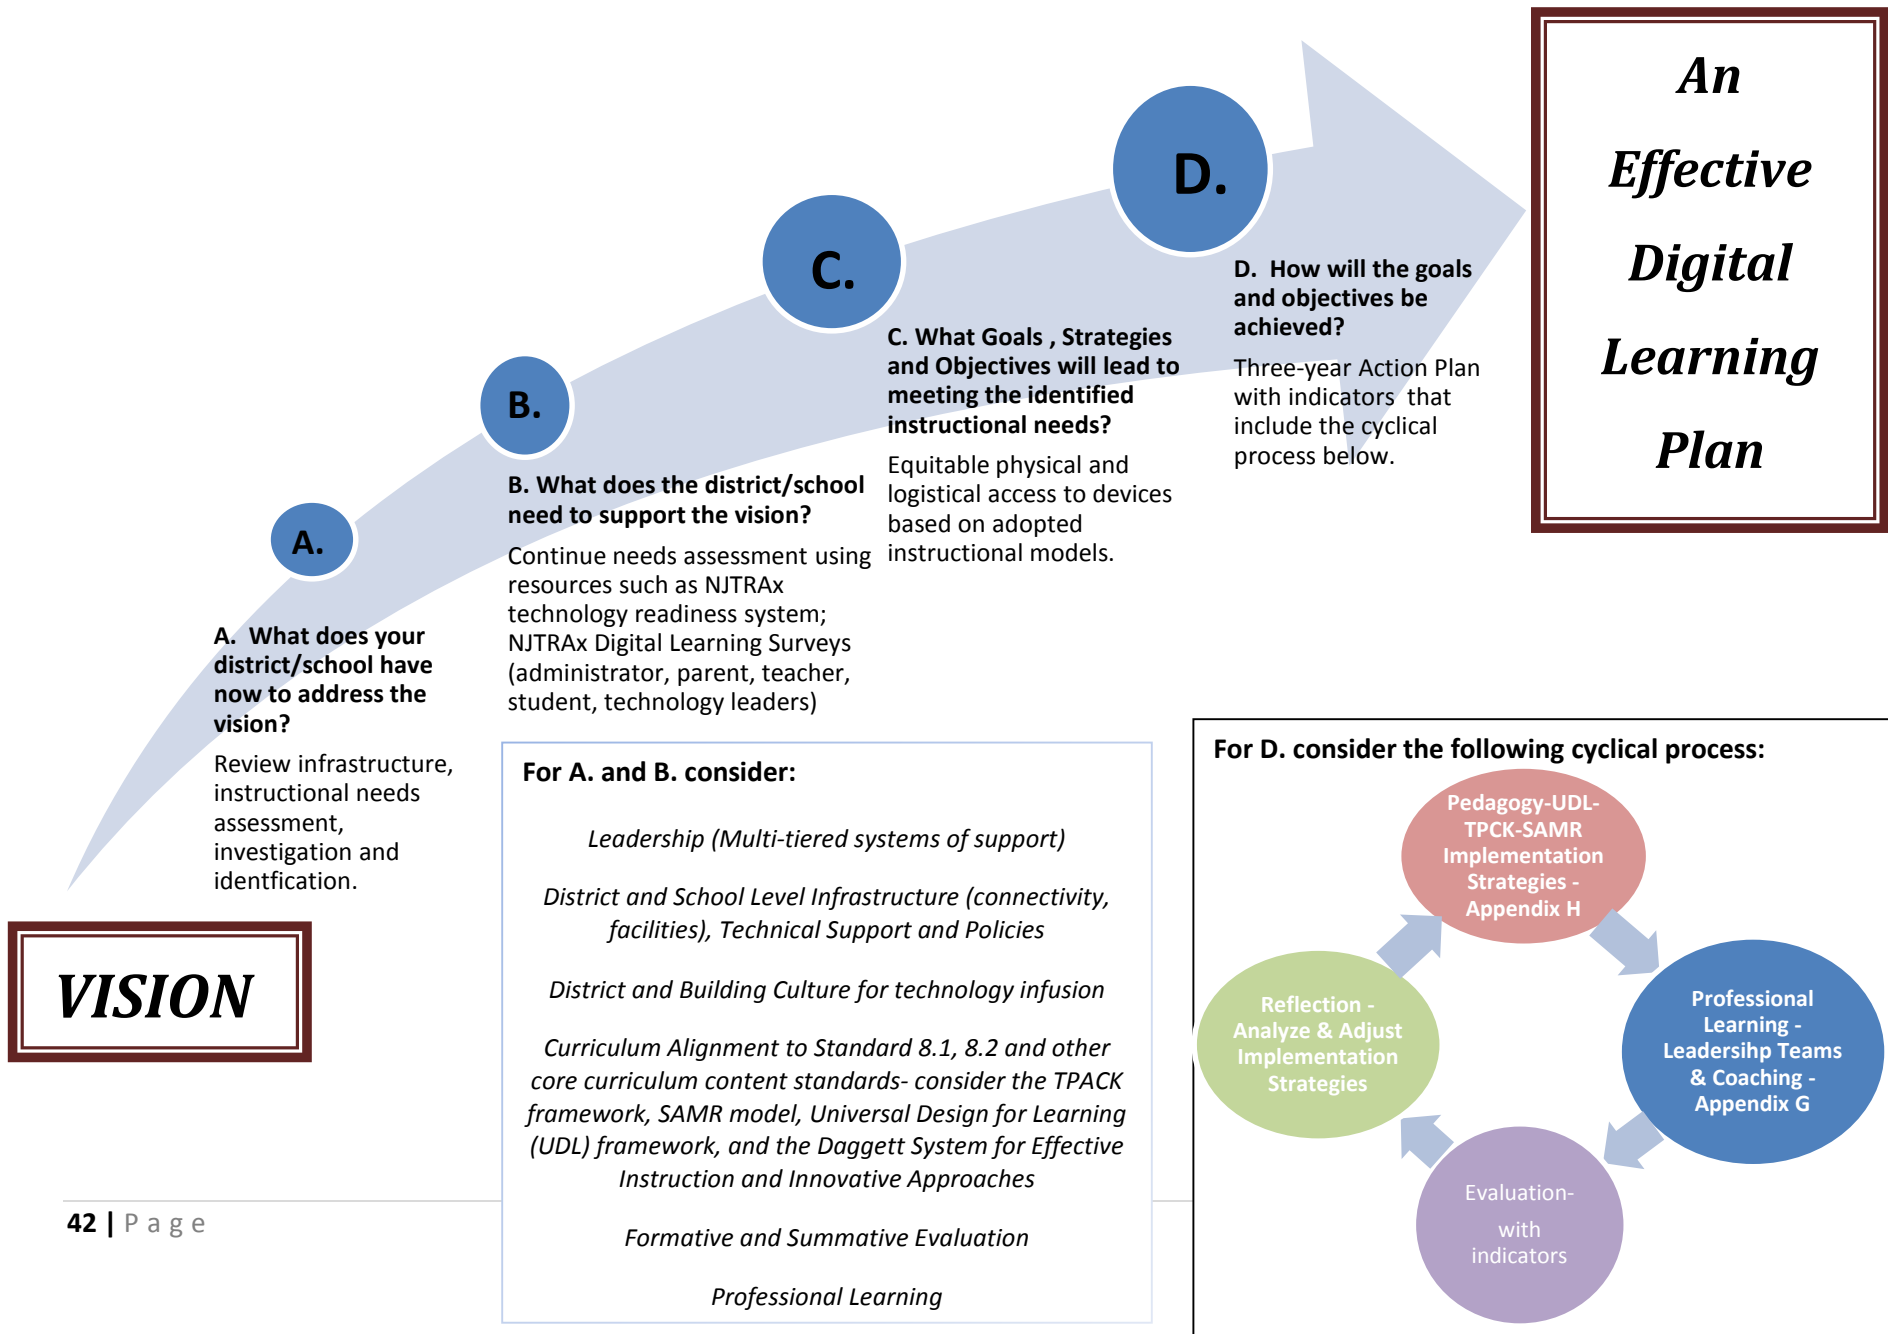 An
Effective
Digital
Learning
Plan
D.
C.
B.
A.
D.  How will the goals
and objectives be
achieved?
Three-year Action Plan
with indicators  that
include the cyclical
process below.
C. What Goals , Strategies
and Objectives will lead to
meeting the identified
instructional needs?
Equitable physical and
logistical access to devices
based on adopted
instructional models.
B. What does the district/school
need to support the vision?
Continue needs assessment using
resources such as NJTRAx
technology readiness system;
NJTRAx Digital Learning Surveys
(administrator, parent, teacher,
student, technology leaders)
A.  What does your
district/school have
now to address the
vision?
Review infrastructure,
instructional needs
assessment,
investigation and
identfication.
VISION
For A. and B. consider:
Leadership (Multi-tiered systems of support)
District and School Level Infrastructure (connectivity,
facilities), Technical Support and Policies
District and Building Culture for technology infusion
Curriculum Alignment to Standard 8.1, 8.2 and other
core curriculum content standards- consider the TPACK
framework, SAMR model, Universal Design for Learning
(UDL) framework, and the Daggett System for Effective
Instruction and Innovative Approaches
Formative and Summative Evaluation
Professional Learning
For D. consider the following cyclical process:
Pedagogy-UDL-
TPCK-SAMR
Implementation
Strategies -
Appendix H
Professional
Learning -
Leadersihp Teams
& Coaching -
Appendix G
Evaluation-
with
indicators
Reflection -
Analyze & Adjust
Implementation
Strategies
42 | P a g e